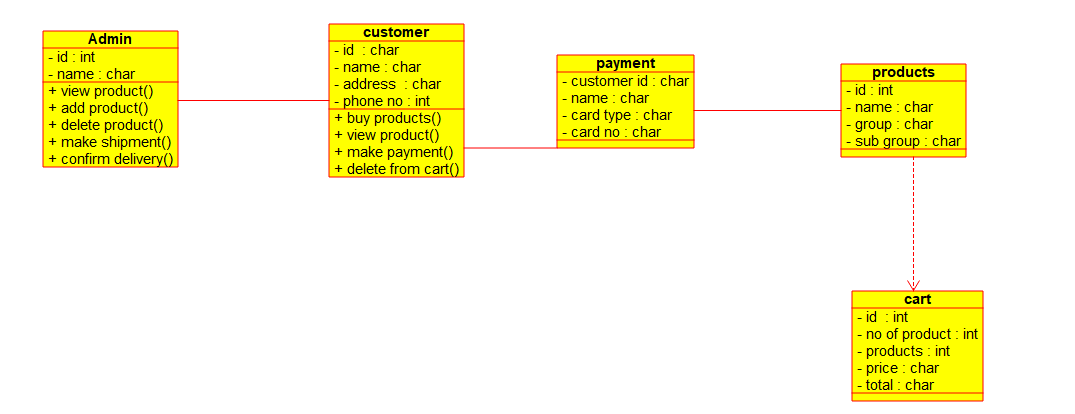 Admin
- id : int
- name : char
+ view product()
+ add product()
+ delete product()
+ make shipment()
+ confirm delivery()
customer
- id  : char
- name : char
- address  : char
- phone no : int
+ buy products()
+ view product()
+ make payment()
+ delete from cart()
payment
- customer id : char
- name : char
- card type : char
- card no : char
products
- id : int
- name : char
- group : char
- sub group : char
cart
- id  : int
- no of product : int
- products : int
- price : char
- total : char